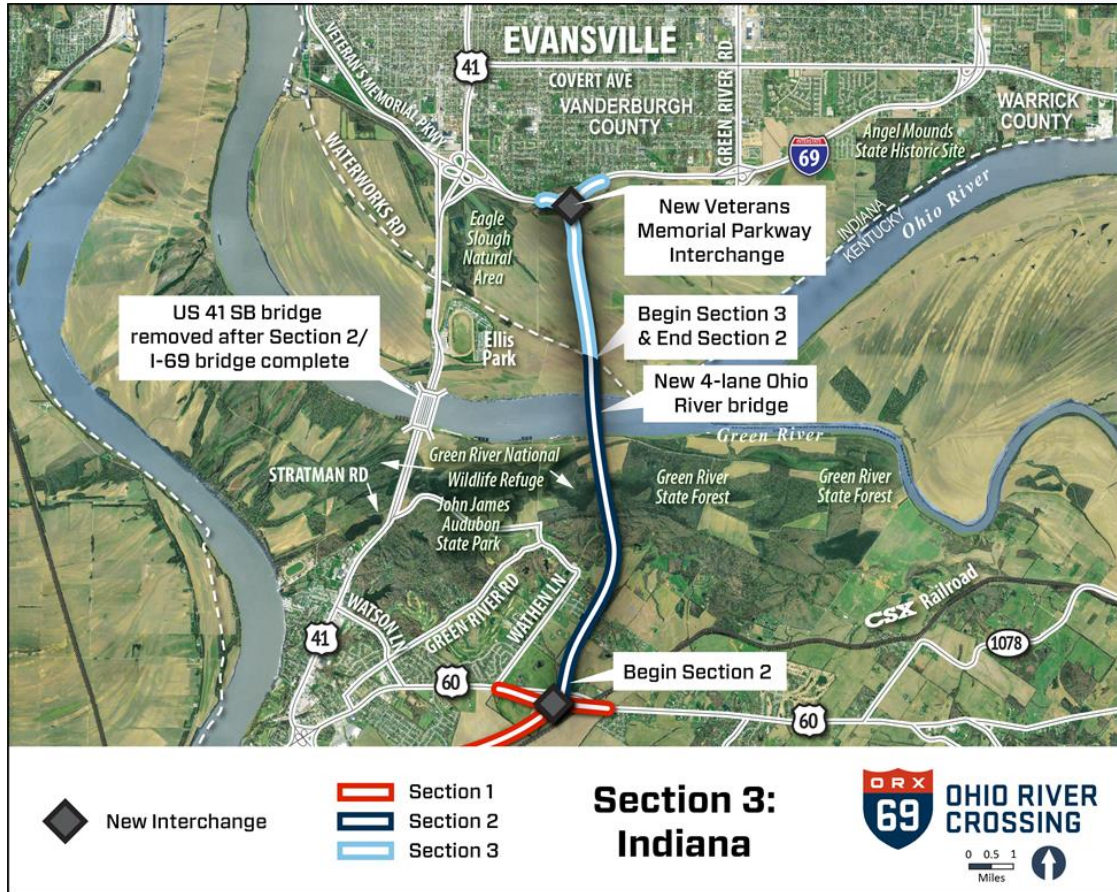 EVANSVILLE
41
VETERAN'S MEMORIAL PKWY
COVERT AVE
GREEN RIVER RD
VANDERBURGH
COUNTY
WARRICK
COUNTY
Angel Mounds
State Historic Site
INTERSTATE
69
WATERWORKS RD
Eagle
Slough
Natural
Area
New Veterans
Memorial Parkway
Interchange
INDIANA
KENTUCKY
Ohio River
US 41 SB bridge
removed after Section 2/
I-69 bridge complete
Ellis
Park
Begin Section 3
& End Section 2
New 4-lane Ohio
River bridge
Green River
Green River National
Wildlife Refuge
STRATMAN RD
John James
Audubon
State Park
Green River
State Forest
Green River
State Forest
WATSON LN
GREEN RIVER RD
WATHEN LN
CSX Railroad
41
1078
60
Begin Section 2
60
New Interchange
Section 1
Section 2
Section 3
Section 3:
Indiana
ORX
69
OHIO RIVER
CROSSING
0 0.5 1
Miles